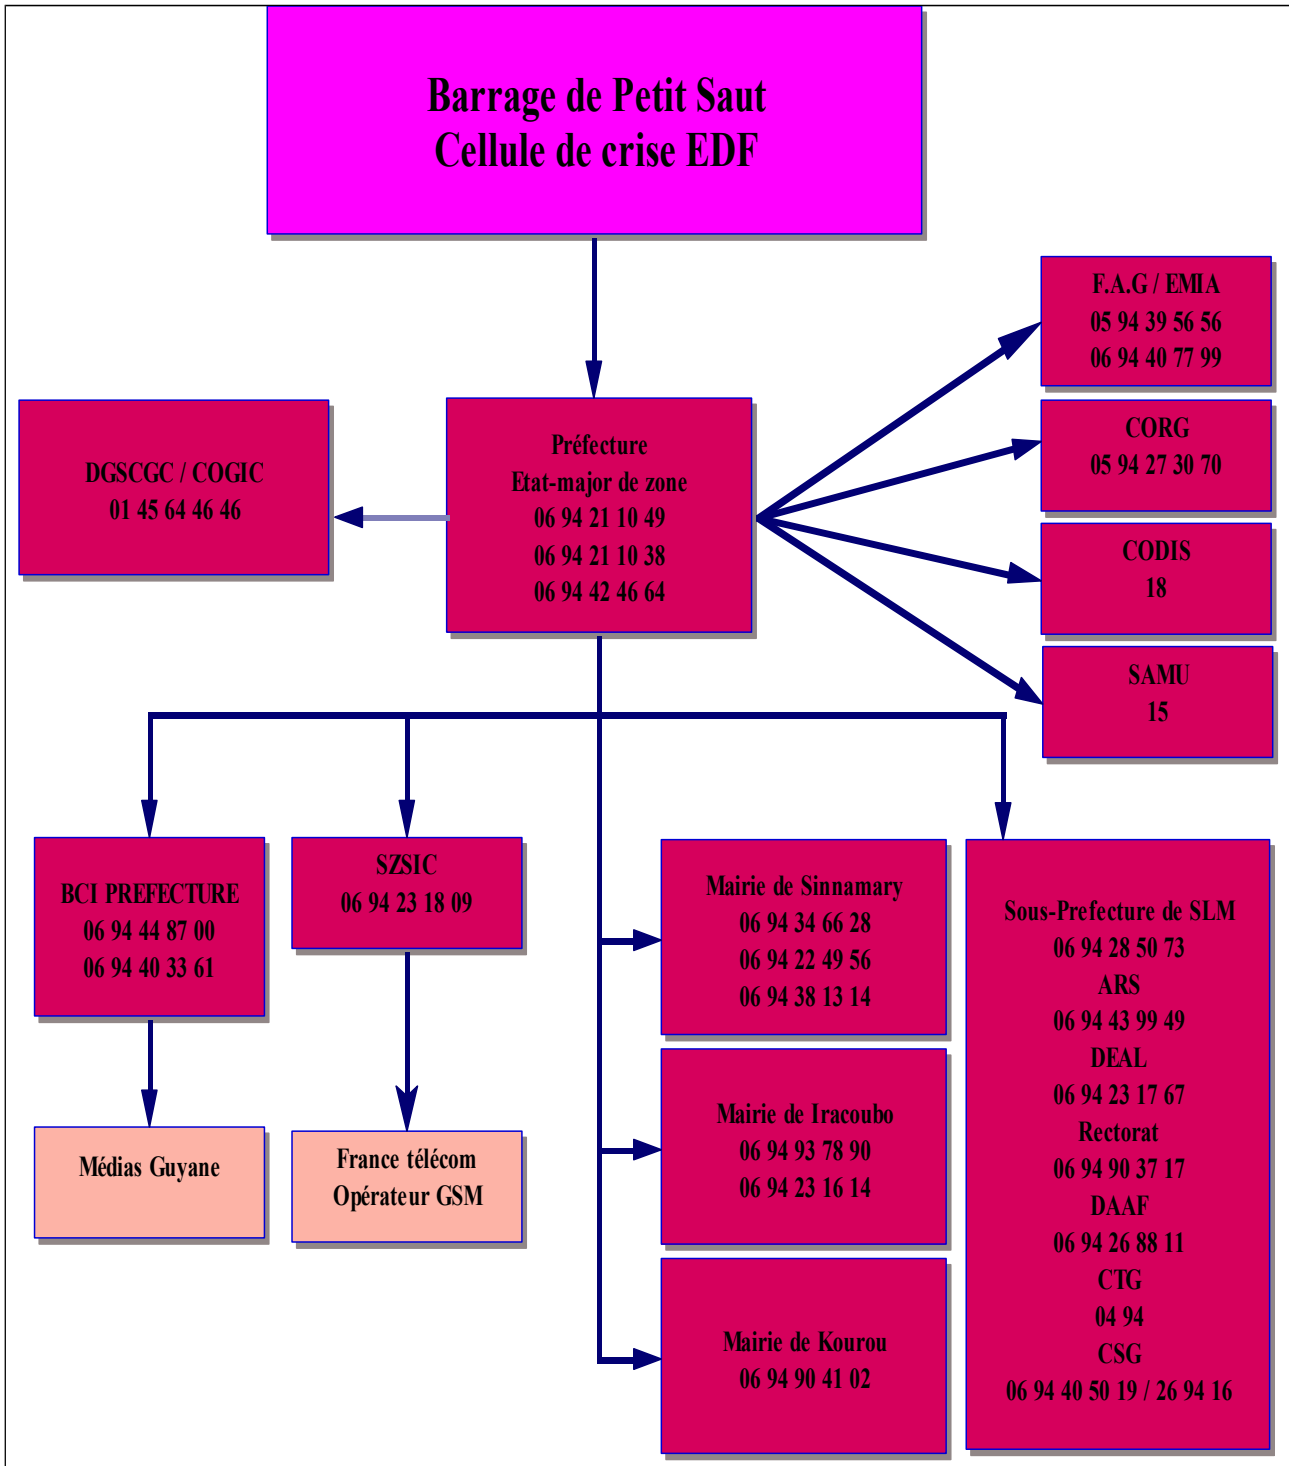 Barrage de Petit Saut
Cellule de crise EDF
F.A.G / EMIA
05 94 39 56 56
06 94 40 77 99
CORG
05 94 27 30 70
CODIS
18
SAMU
15
DGSCGC / COGIC
01 45 64 46 46
Préfecture
Etat-major de zone
06 94 21 10 49
06 94 21 10 38
06 94 42 46 64
BCI PREFECTURE
06 94 44 87 00
06 94 40 33 61
SZSIC
06 94 23 18 09
Médias Guyane
France télécom
Opérateur GSM
Mairie de Sinnamary
06 94 34 66 28
06 94 22 49 56
06 94 38 13 14
Mairie de Iracoubo
06 94 93 78 90
06 94 23 16 14
Mairie de Kourou
06 94 90 41 02
Sous-Prefecture de SLM
06 94 28 50 73
ARS
06 94 43 99 49
DEAL
06 94 23 17 67
Rectorat
06 94 90 37 17
DAAF
06 94 26 88 11
CTG
04 94
CSG
06 94 40 50 19 / 26 94 16